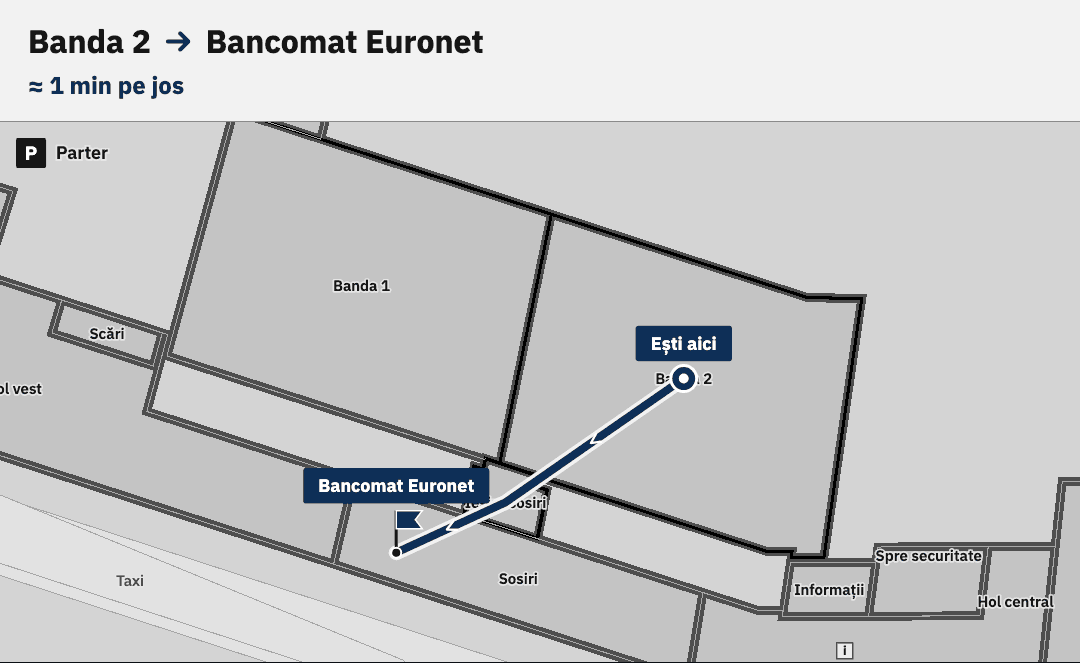 Banda 2 → Bancomat Euronet
≈ 1 min pe jos
P Parter
Banda 1
Scări
Ești aici
2
ol vest
Bancomat Euronet
Sosiri
Taxi
Spre securitate
Informații
Hol central
i